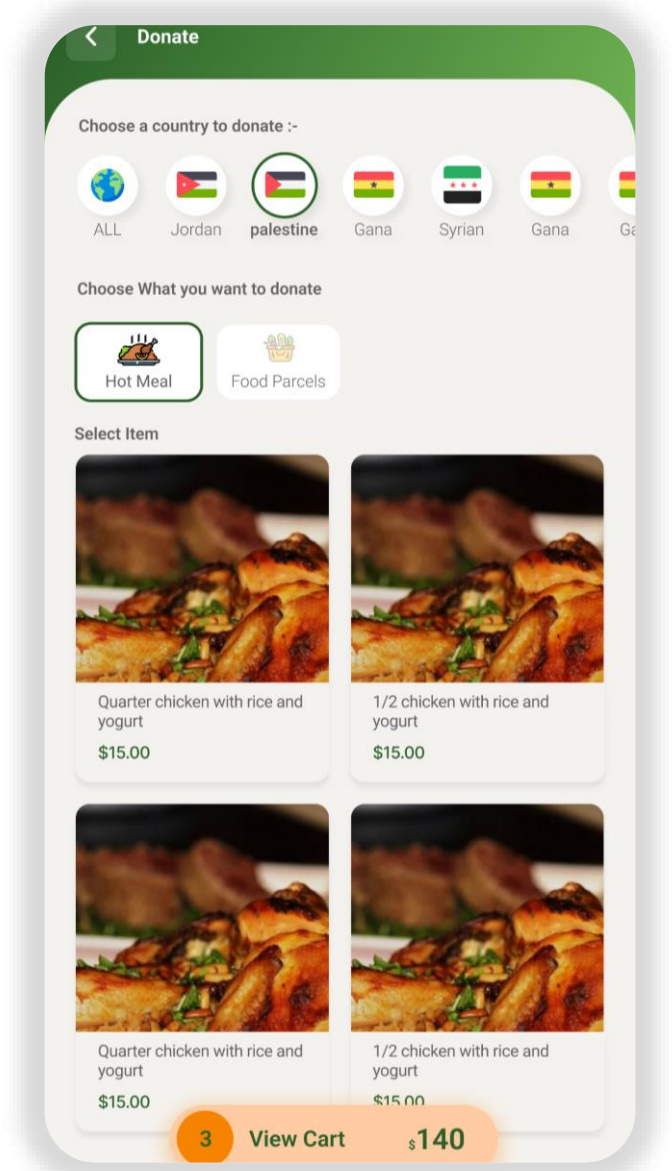 Donate
Choose a country to donate :-
ALL Jordan palestine Gana Syrian Gana Ga
Choose What you want to donate
Hot Meal Food Parcels
Select Item
Quarter chicken with rice and
yogurt
$15.00
1/2 chicken with rice and
yogurt
$15.00
Quarter chicken with rice and
yogurt
$15.00
1/2 chicken with rice and
yogurt
$15.00
3 View Cart $140